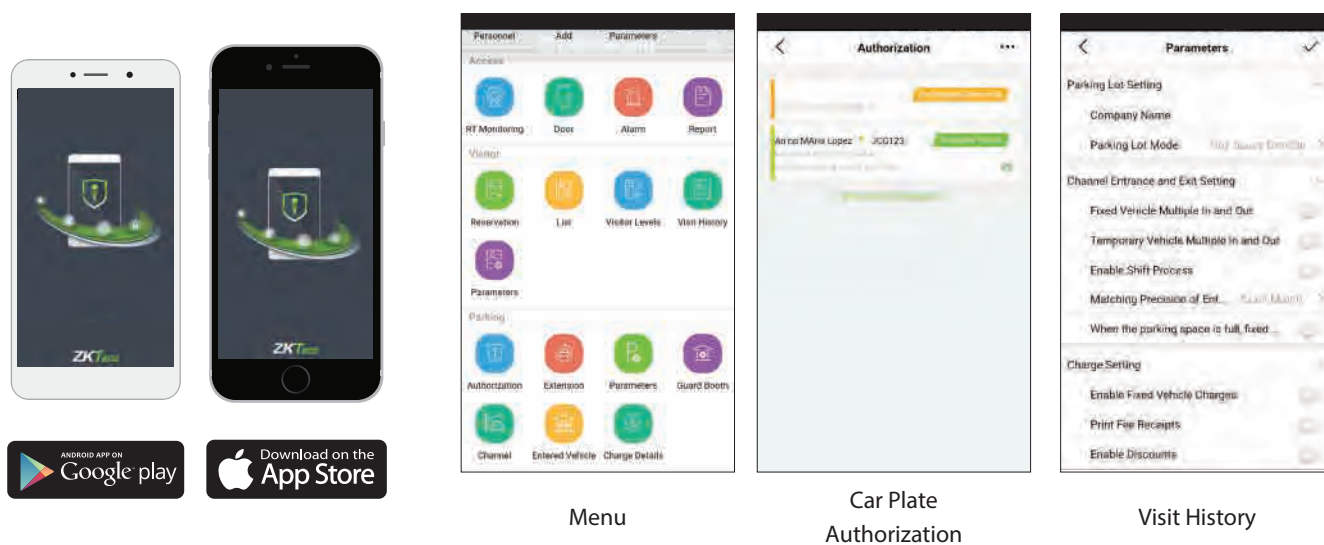 ZKTeco
ZKTeco
ANDROID APP ON
Google play
Download on the
App Store
Personnel Add Parameters
Access
RT Monitoring Door Alarm Report
Visitor
Reservation List Visitor Levels Visit History
Parameters
Parking
Authorization Extension Parameters Guard Booth
Channel Entered Vehicle Charge Details
Menu
Authorization
Anna MAria Lopez JCG123
Car Plate
Authorization
Parameters
Parking Lot Setting
Company Name
Parking Lot Mode
Channel Entrance and Exit Setting
Fixed Vehicle Multiple In and Out
Temporary Vehicle Multiple In and Out
Enable Shift Process
Matching Precision of Ent...
When the parking space is full, fixed ...
Charge Setting
Enable Fixed Vehicle Charges
Print Fee Receipts
Enable Discounts
Visit History